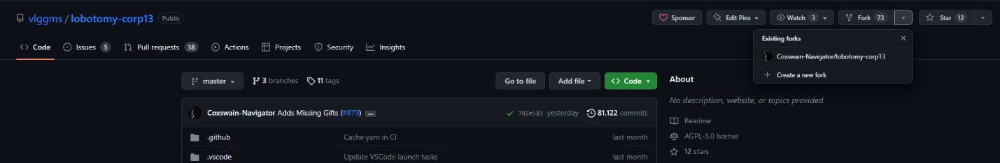 vlggms / lobotomy-corp13 Public
Sponsor Edit Pins Watch 3 Fork 73 Star 12
Existing forks
Coxswain-Navigator/lobotomy-corp13
Create a new fork
Code Issues 5 Pull requests 38 Actions Projects Security Insights
master 3 branches 11 tags Go to file Add file Code
Coxswain-Navigator Adds Missing Gifts (#879) ... 702e583 yesterday 81,122 commits
.github Cache yarn in CI last month
.vscode Update VSCode launch tasks last month
About
No description, website, or topics provided.
Readme
AGPL-3.0 license
12 stars